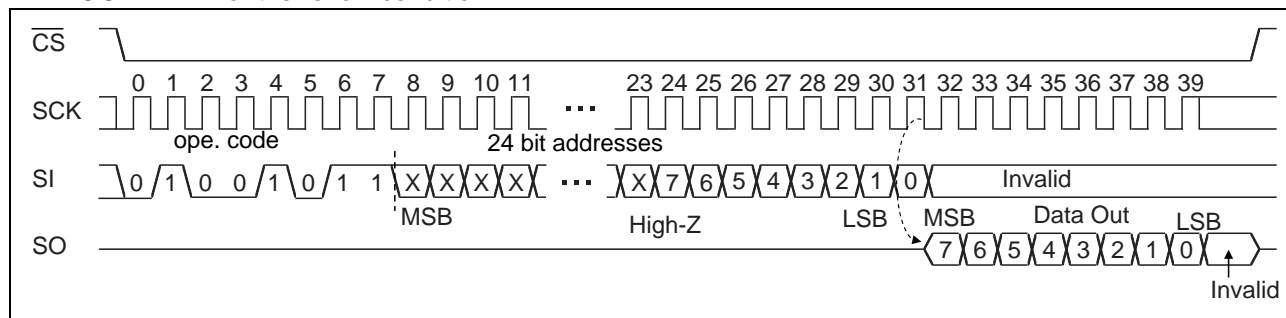 CS
0 1 2 3 4 5 6 7 8 9 10 11 23 24 25 26 27 28 29 30 31 32 33 34 35 36 37 38 39
SCK ...
ope. code 24 bit addresses
SI 0 1 0 0 1 0 1 1 X X X X ... X 7 6 5 4 3 2 1 0 Invalid
MSB High-Z LSB MSB Data Out LSB
SO 7 6 5 4 3 2 1 0
Invalid